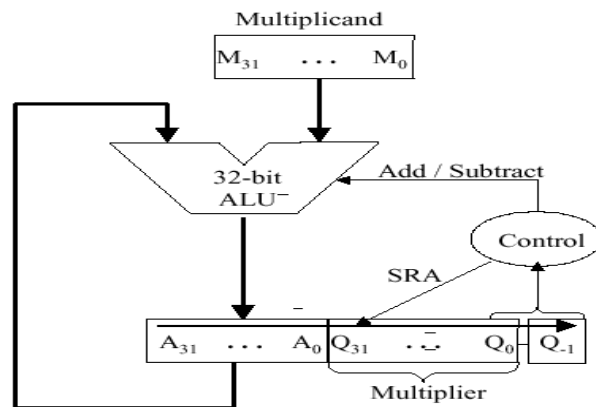 Multiplicand
M31 ... M0
32-bit
ALU
Add / Subtract
Control
SRA
A31 ... A0 Q31 ... Q0 Q-1
Multiplier